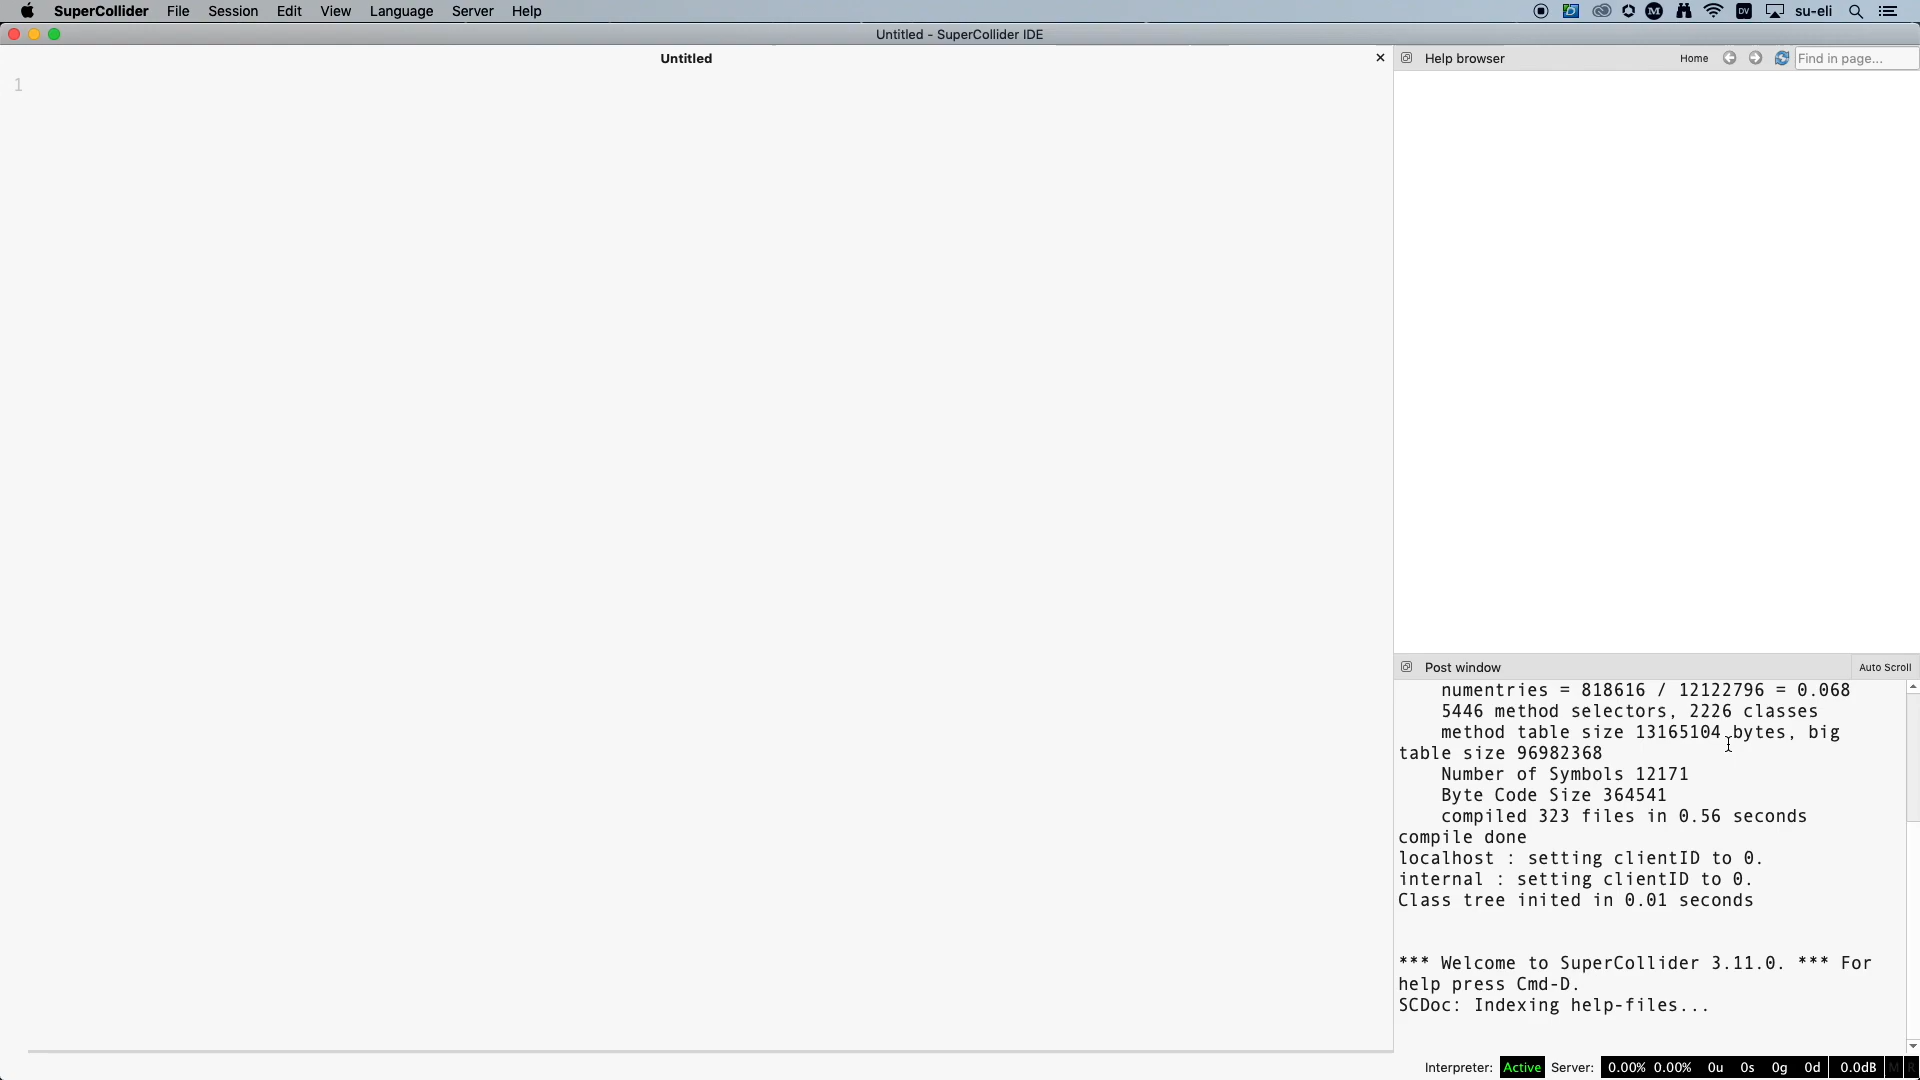 SuperCollider File Session Edit View Language Server Help
DV su-eli
Untitled - SuperCollider IDE
Untitled
Help browser Home Find in page...
1
Post window Auto Scroll
numentries = 818616 / 12122796 = 0.068
5446 method selectors, 2226 classes
method table size 13165104 bytes, big
table size 96982368
Number of Symbols 12171
Byte Code Size 364541
compiled 323 files in 0.56 seconds
compile done
localhost : setting clientID to 0.
internal : setting clientID to 0.
Class tree inited in 0.01 seconds
*** Welcome to SuperCollider 3.11.0. *** For
help press Cmd-D.
SCDoc: Indexing help-files...
Interpreter: Active Server: 0.00% 0.00% 0u 0s 0g 0d 0.0dB M R